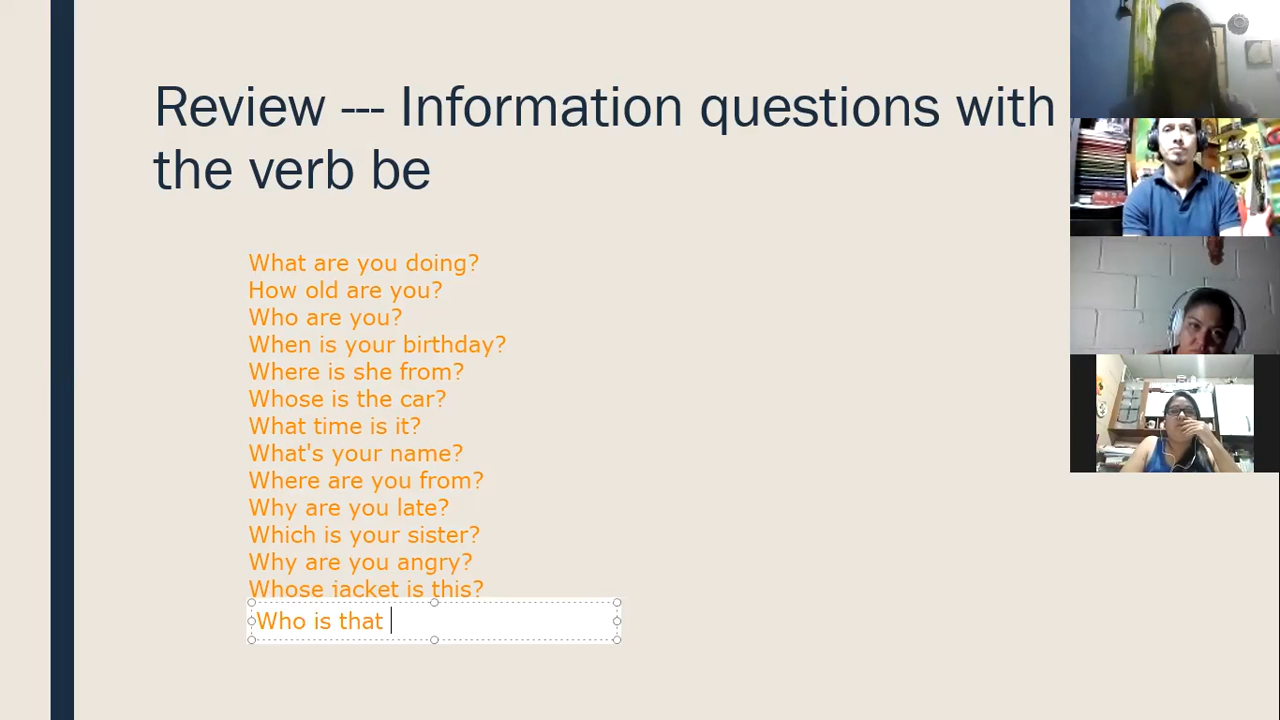 Review --- Information questions with
the verb be
What are you doing?
How old are you?
Who are you?
When is your birthday?
Where is she from?
Whose is the car?
What time is it?
What's your name?
Where are you from?
Why are you late?
Which is your sister?
Why are you angry?
Whose jacket is this?
Who is that